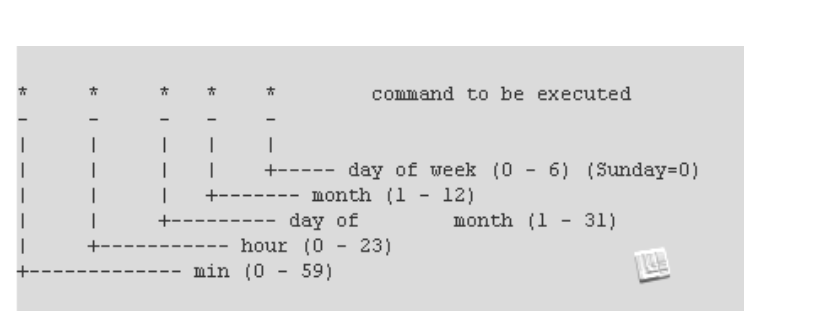 * * * * * command to be executed
- - - - -
| | | | |
| | | | +----- day of week (0 - 6) (Sunday=0)
| | | +------- month (1 - 12)
| | +--------- day of month (1 - 31)
| +----------- hour (0 - 23)
+------------- min (0 - 59)